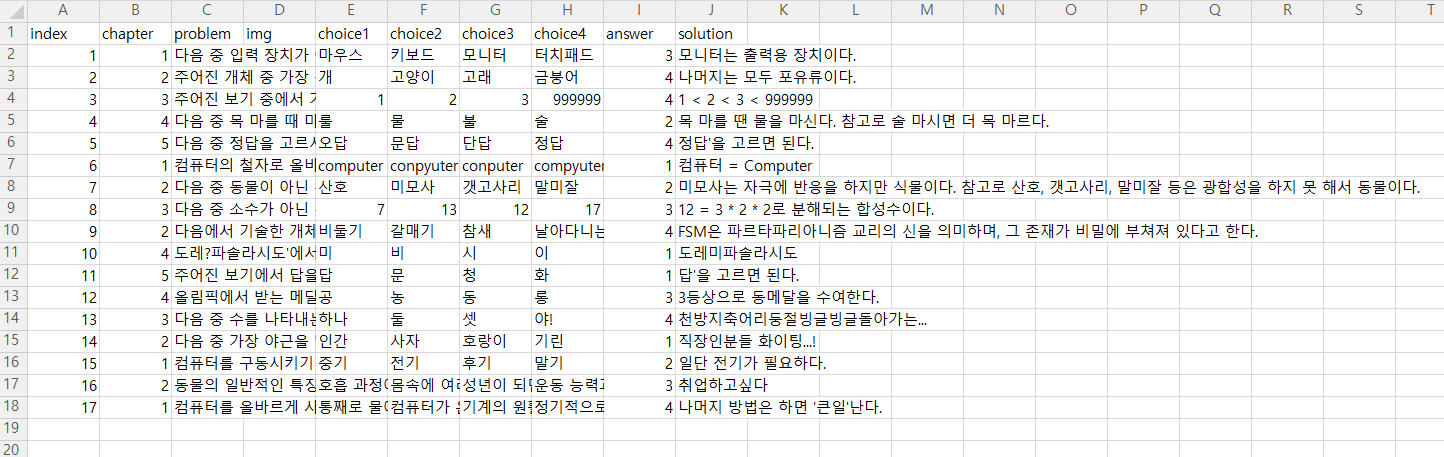 A B C D E F G H I J K L M N O P Q R S T
1 index chapter problem img choice1 choice2 choice3 choice4 answer solution
2 1 1 다음 중 입력 장치가 마우스 키보드 모니터 터치패드 3 모니터는 출력용 장치이다.
3 2 2 주어진 개체 중 가장 개 고양이 고래 금붕어 4 나머지는 모두 포유류이다.
4 3 3 주어진 보기 중에서 1 2 3 999999 4 1 < 2 < 3 < 999999
5 4 4 다음 중 목 마를 때 마 룰 물 불 술 2 목 마를 땐 물을 마신다. 참고로 술 마시면 더 목 마르다.
6 5 5 다음 중 정답을 고르시 오답 문답 단답 정답 4 정답'을 고르면 된다.
7 6 1 컴퓨터의 철자로 올바 computer conpyuter conputer compyuter 1 컴퓨터 = Computer
8 7 2 다음 중 동물이 아닌 산호 미모사 갯고사리 말미잘 2 미모사는 자극에 반응을 하지만 식물이다. 참고로 산호, 갯고사리, 말미잘 등은 광합성을 하지 못 해서 동물이다.
9 8 3 다음 중 소수가 아닌 7 13 12 17 3 12 = 3 * 2 * 2로 분해되는 합성수이다.
10 9 2 다음에서 기술한 개체 비둘기 갈매기 참새 날아다니는 4 FSM은 파르타파리아니즘 교리의 신을 의미하며, 그 존재가 비밀에 부쳐져 있다고 한다.
11 10 4 도레?파솔라시도'에서 미 비 시 이 1 도레미파솔라시도
12 11 5 주어진 보기에서 답을 답 문 청 화 1 답'을 고르면 된다.
13 12 4 올림픽에서 받는 메달 공 농 동 롱 3 3등상으로 동메달을 수여한다.
14 13 3 다음 중 수를 나타내는 하나 둘 셋 야! 4 천방지축어리둥절빙글빙글돌아가는...
15 14 2 다음 중 가장 야근을 인간 사자 호랑이 기린 1 직장인분들 화이팅...!
16 15 1 컴퓨터를 구동시키기 중기 전기 후기 말기 2 일단 전기가 필요하다.
17 16 2 동물의 일반적인 특징 호흡 과정에 몸속에 여러 성년이 되면 운동 능력과 3 취업하고싶다
18 17 1 컴퓨터를 올바르게 사 통째로 물에 컴퓨터가 기계의 원활 정기적으로 4 나머지 방법은 하면 '큰일'난다.
19
20